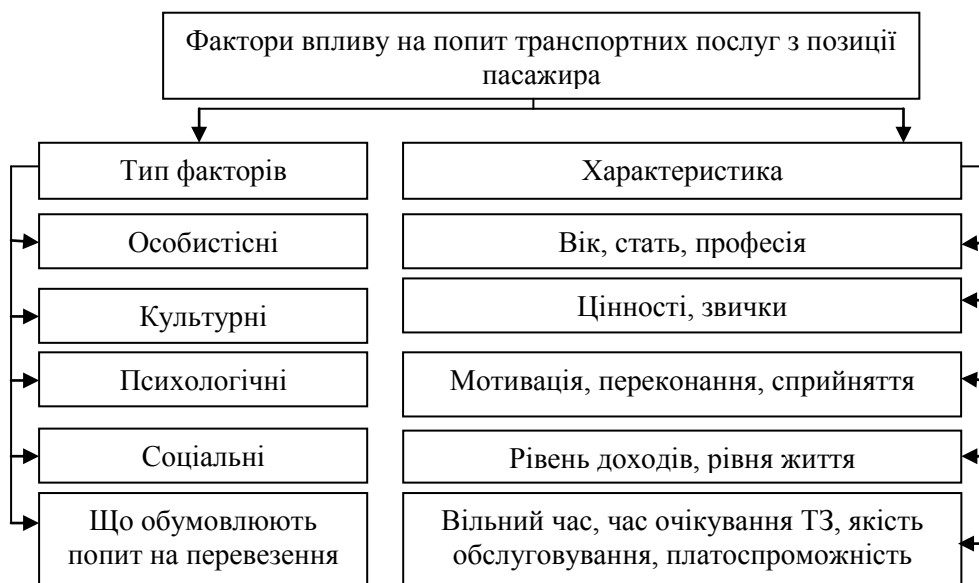 Фактори впливу на попит транспортних послуг з позиції
пасажира
Тип факторів
Характеристика
Особистісні
Вік, стать, професія
Культурні
Цінності, звички
Психологічні
Мотивація, переконання, сприйняття
Соціальні
Рівень доходів, рівня життя
Що обумовлюють
попит на перевезення
Вільний час, час очікування ТЗ, якість
обслуговування, платоспроможність